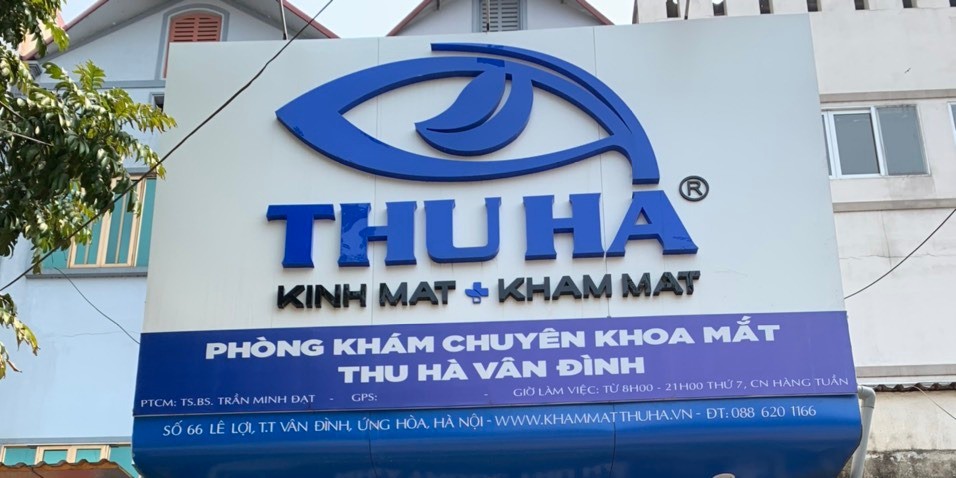 THU HA ®
KINH MAT + KHAM MAT
PHÒNG KHÁM CHUYÊN KHOA MẮT
THU HÀ VÂN ĐÌNH
PTCM: TS.BS. TRẦN MINH ĐẠT - GPS: - GIỜ LÀM VIỆC: TỪ 8H00 - 21H00 THỨ 7, CN HÀNG TUẦN
SỐ 66 LÊ LỢI, T.T VÂN ĐÌNH, ỨNG HÒA, HÀ NỘI - WWW.KHAMMATTHUHA.VN - ĐT: 088 620 1166